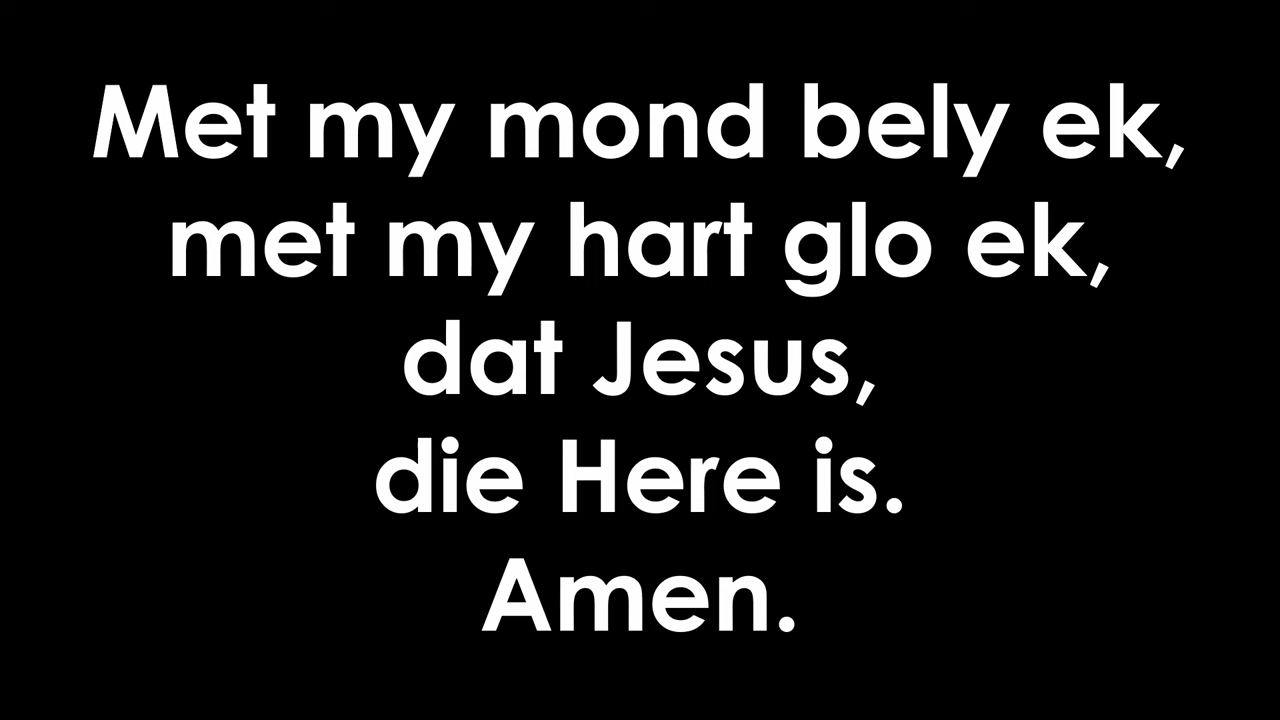 Met my mond bely ek,
met my hart glo ek,
dat Jesus,
die Here is.
Amen.